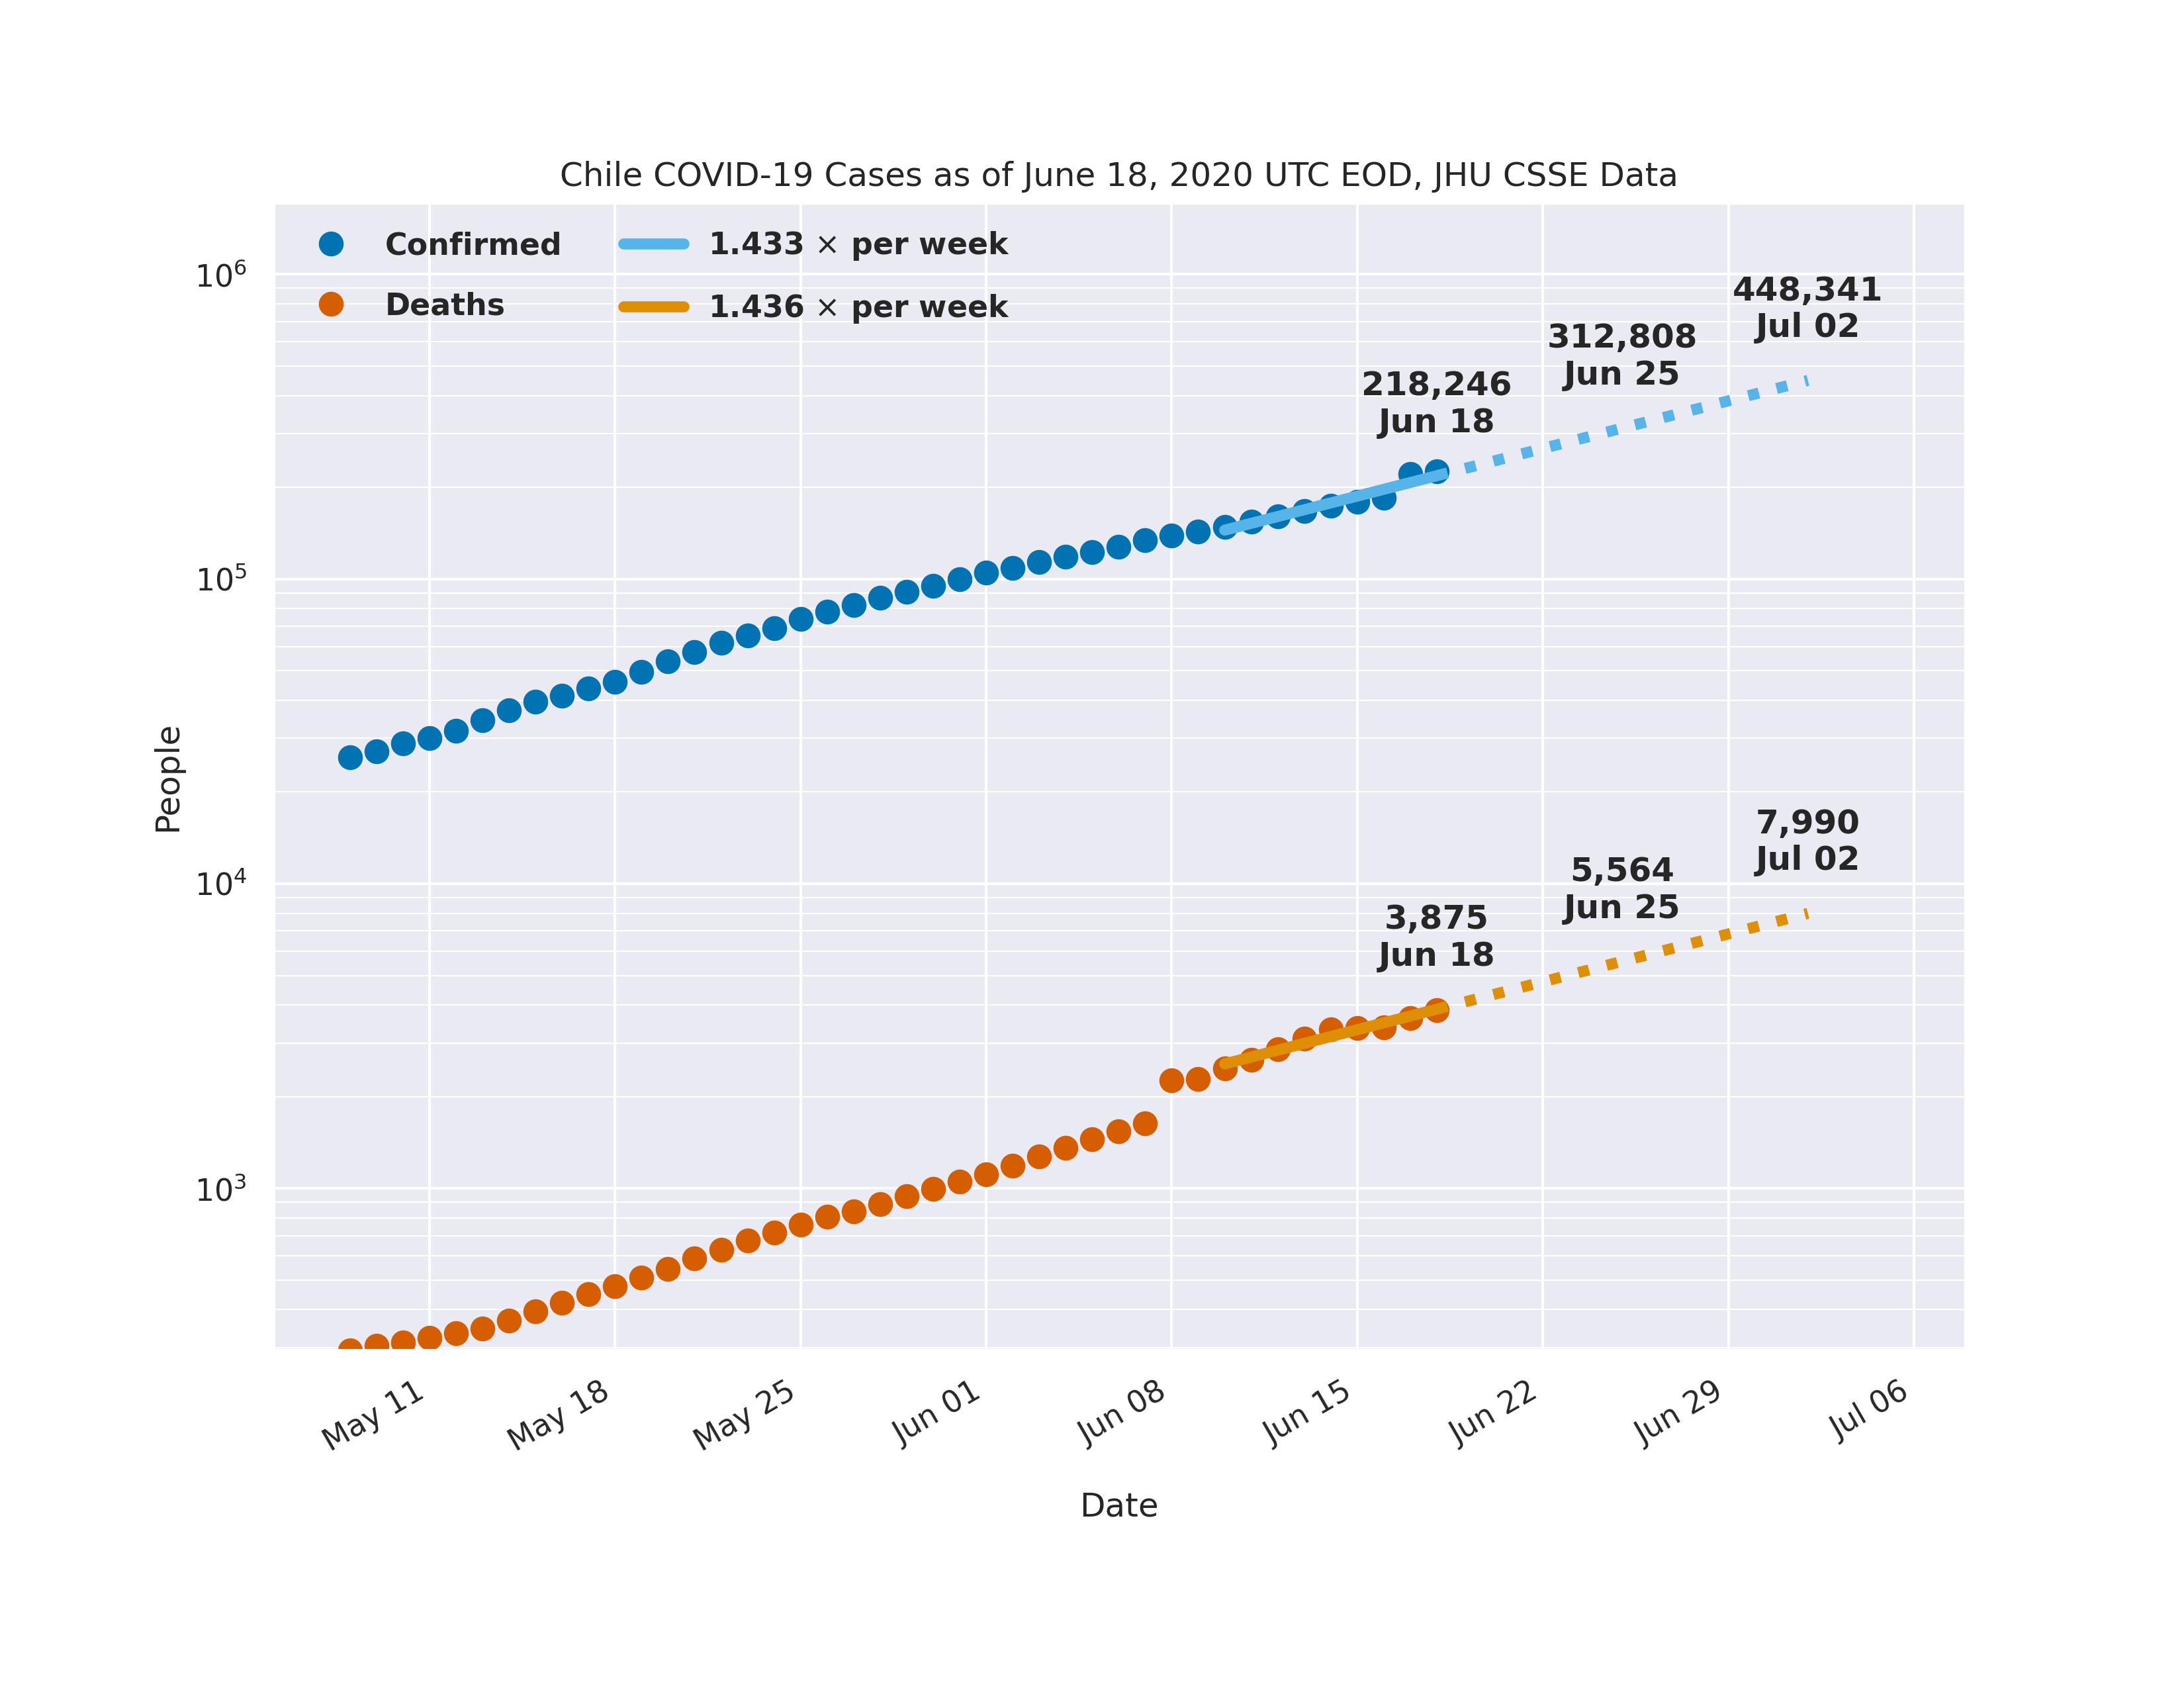 Chile COVID-19 Cases as of June 18, 2020 UTC EOD, JHU CSSE Data
Confirmed
Deaths
1.433 × per week
1.436 × per week
448,341
Jul 02
312,808
Jun 25
218,246
Jun 18
7,990
Jul 02
5,564
Jun 25
3,875
Jun 18
10⁶
10⁵
10⁴
10³
People
May 11
May 18
May 25
Jun 01
Jun 08
Jun 15
Jun 22
Jun 29
Jul 06
Date